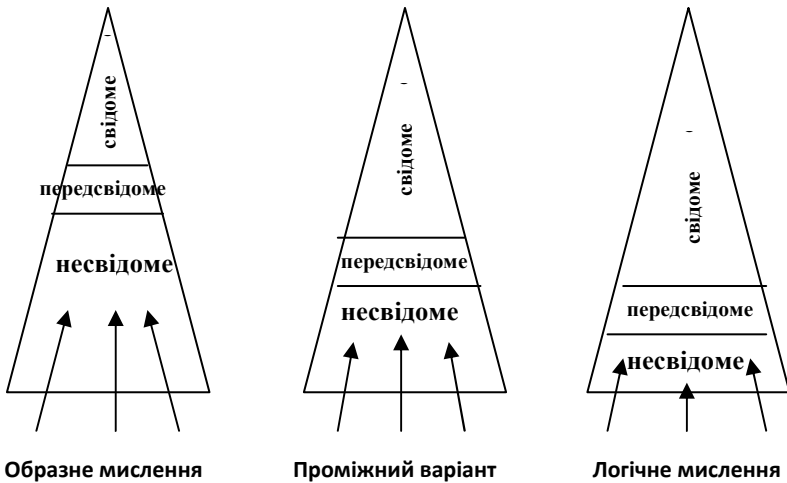 свідоме
передсвідоме
несвідоме
Образне мислення
свідоме
передсвідоме
несвідоме
Проміжний варіант
свідоме
передсвідоме
несвідоме
Логічне мислення